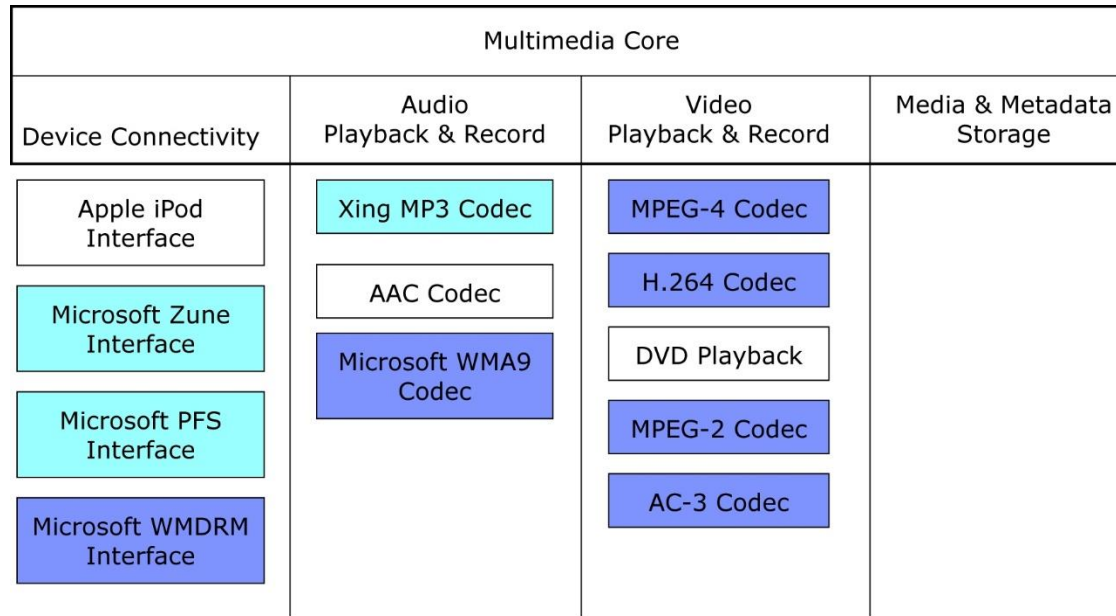 Multimedia Core
Device Connectivity
Audio
Playback & Record
Video
Playback & Record
Media & Metadata
Storage
Apple iPod
Interface
Microsoft Zune
Interface
Microsoft PFS
Interface
Microsoft WMDRM
Interface
Xing MP3 Codec
AAC Codec
Microsoft WMA9
Codec
MPEG-4 Codec
H.264 Codec
DVD Playback
MPEG-2 Codec
AC-3 Codec